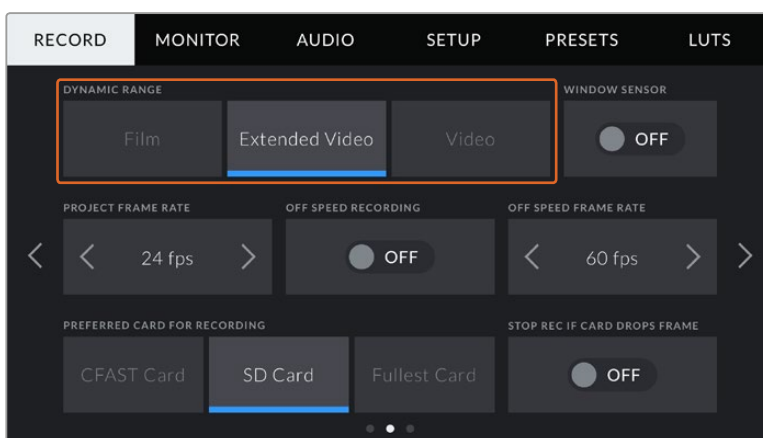 RECORD MONITOR AUDIO SETUP PRESETS LUTS
DYNAMIC RANGE WINDOW SENSOR
Film Extended Video Video OFF
PROJECT FRAME RATE OFF SPEED RECORDING OFF SPEED FRAME RATE
24 fps OFF 60 fps
PREFERRED CARD FOR RECORDING STOP REC IF CARD DROPS FRAME
CFAST Card SD Card Fullest Card OFF